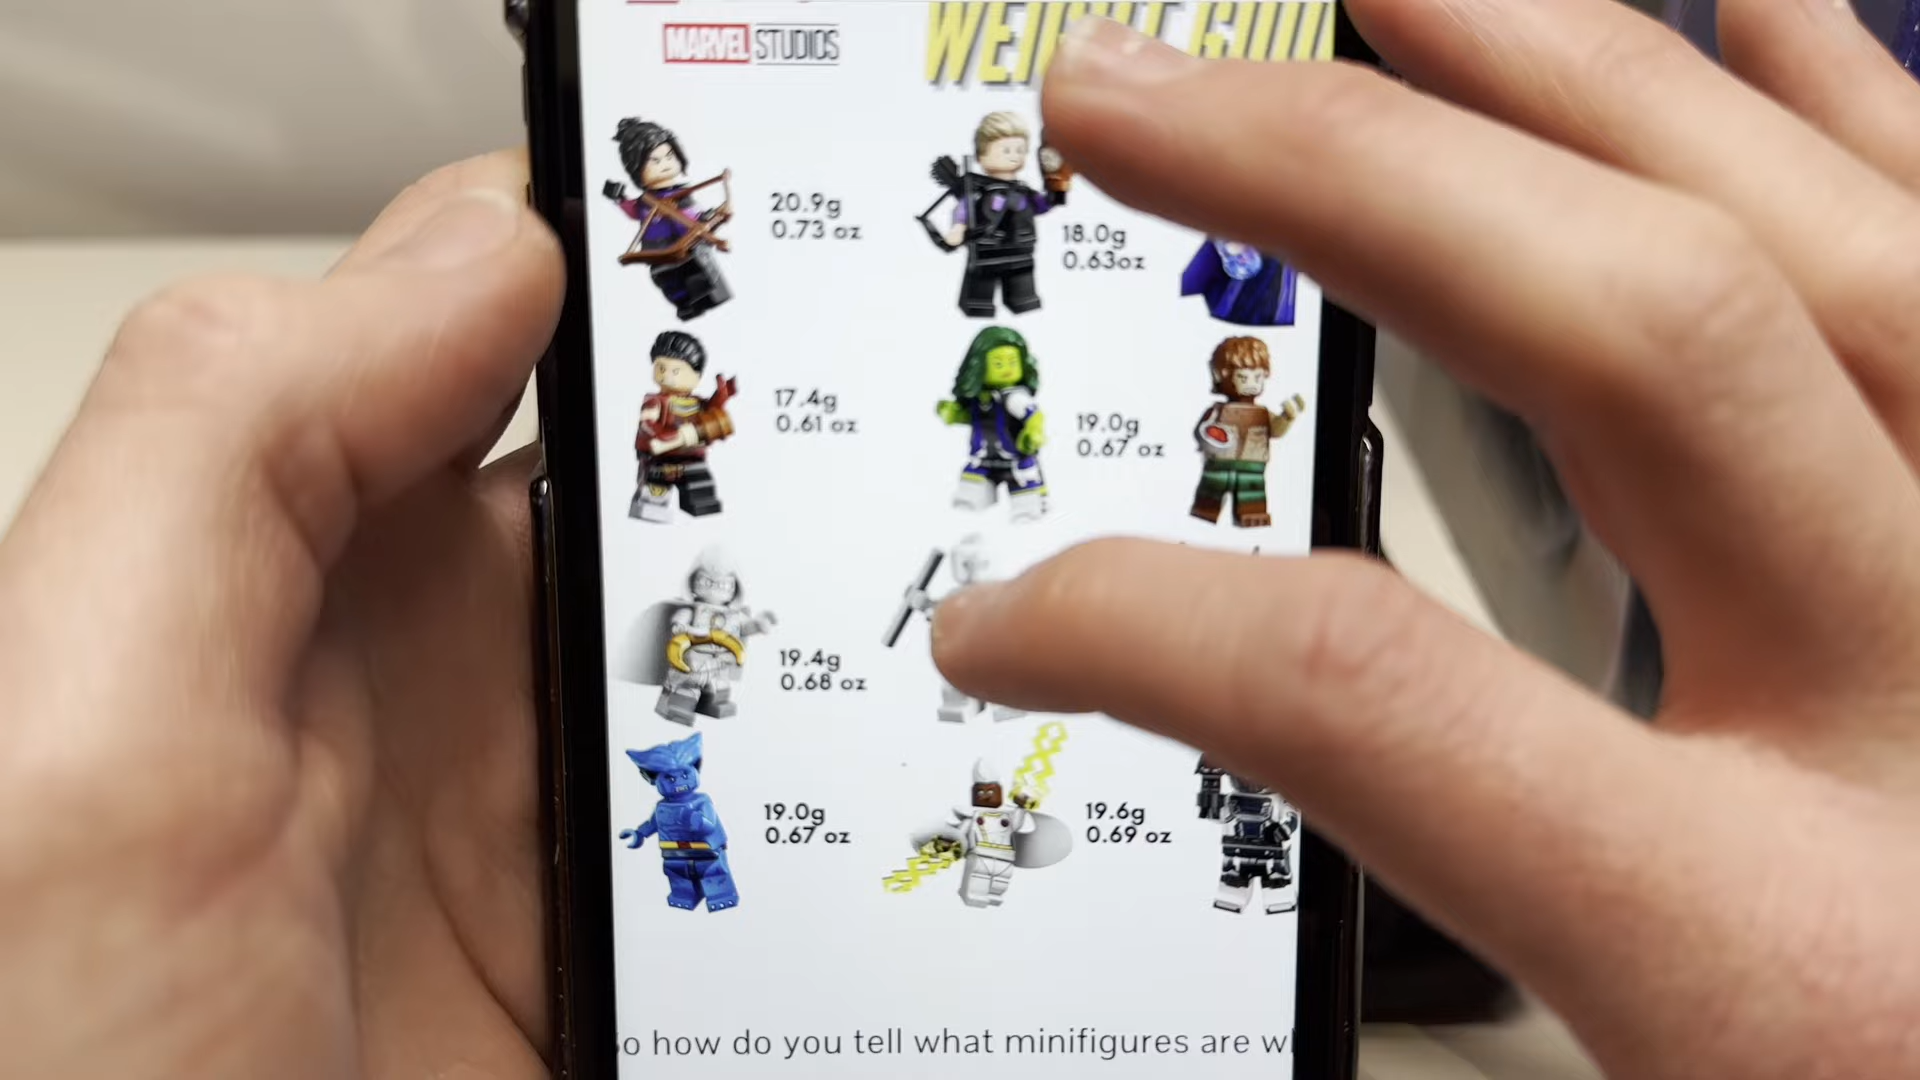 MARVEL STUDIOS
20.9g
0.73 oz
18.0g
0.63oz
17.4g
0.61 oz
19.0g
0.67 oz
19.4g
0.68 oz
19.0g
0.67 oz
19.6g
0.69 oz
how do you tell what minifigures are